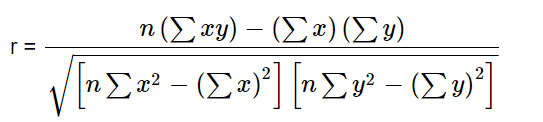 r = n(∑xy) − (∑x)(∑y) / √[n∑x² − (∑x)²][n∑y² − (∑y)²]